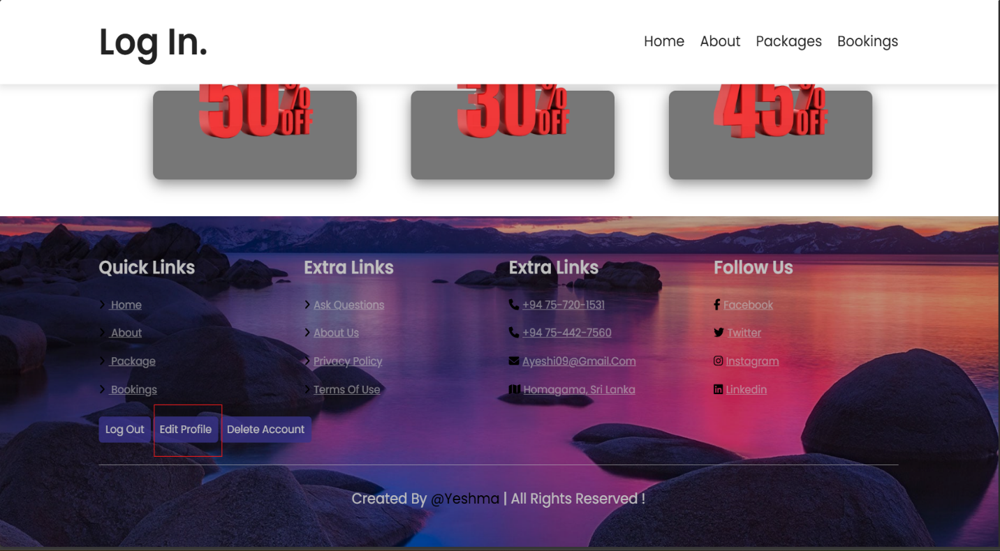 Log In.
Home About Packages Bookings
50% OFF
30% OFF
45% OFF
Quick Links
Home
About
Package
Bookings
Extra Links
Ask Questions
About Us
Privacy Policy
Terms Of Use
Extra Links
+94 75-720-1531
+94 75-442-7560
Ayeshi09@Gmail.Com
Homagama, Sri Lanka
Follow Us
Facebook
Twitter
Instagram
Linkedin
Log Out Edit Profile Delete Account
Created By @Yeshma | All Rights Reserved !